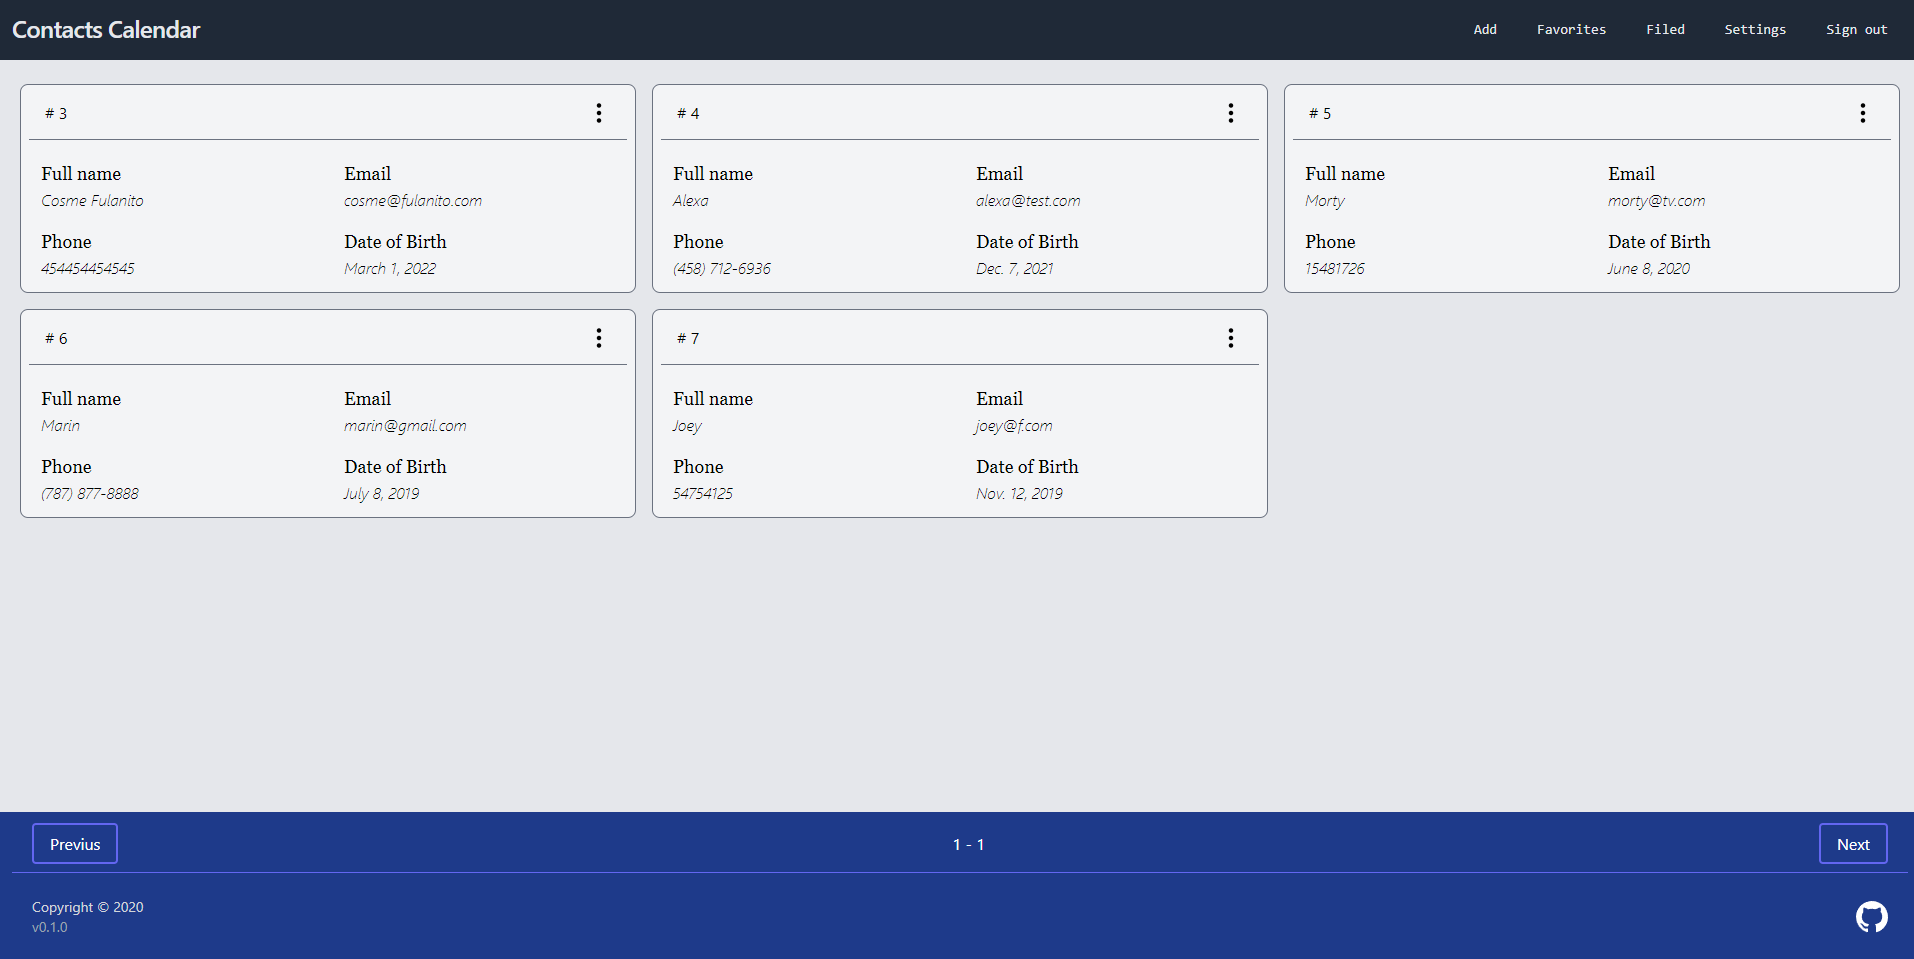 Contacts Calendar
Add Favorites Filed Settings Sign out
# 3
Full name Email
Cosme Fulanito cosme@fulanito.com
Phone Date of Birth
454454454545 March 1, 2022
# 4
Full name Email
Alexa alexa@test.com
Phone Date of Birth
(458) 712-6936 Dec. 7, 2021
# 5
Full name Email
Morty morty@tv.com
Phone Date of Birth
15481726 June 8, 2020
# 6
Full name Email
Marin marin@gmail.com
Phone Date of Birth
(787) 877-8888 July 8, 2019
# 7
Full name Email
Joey joey@f.com
Phone Date of Birth
54754125 Nov. 12, 2019
Previus 1 - 1 Next
Copyright © 2020
v0.1.0